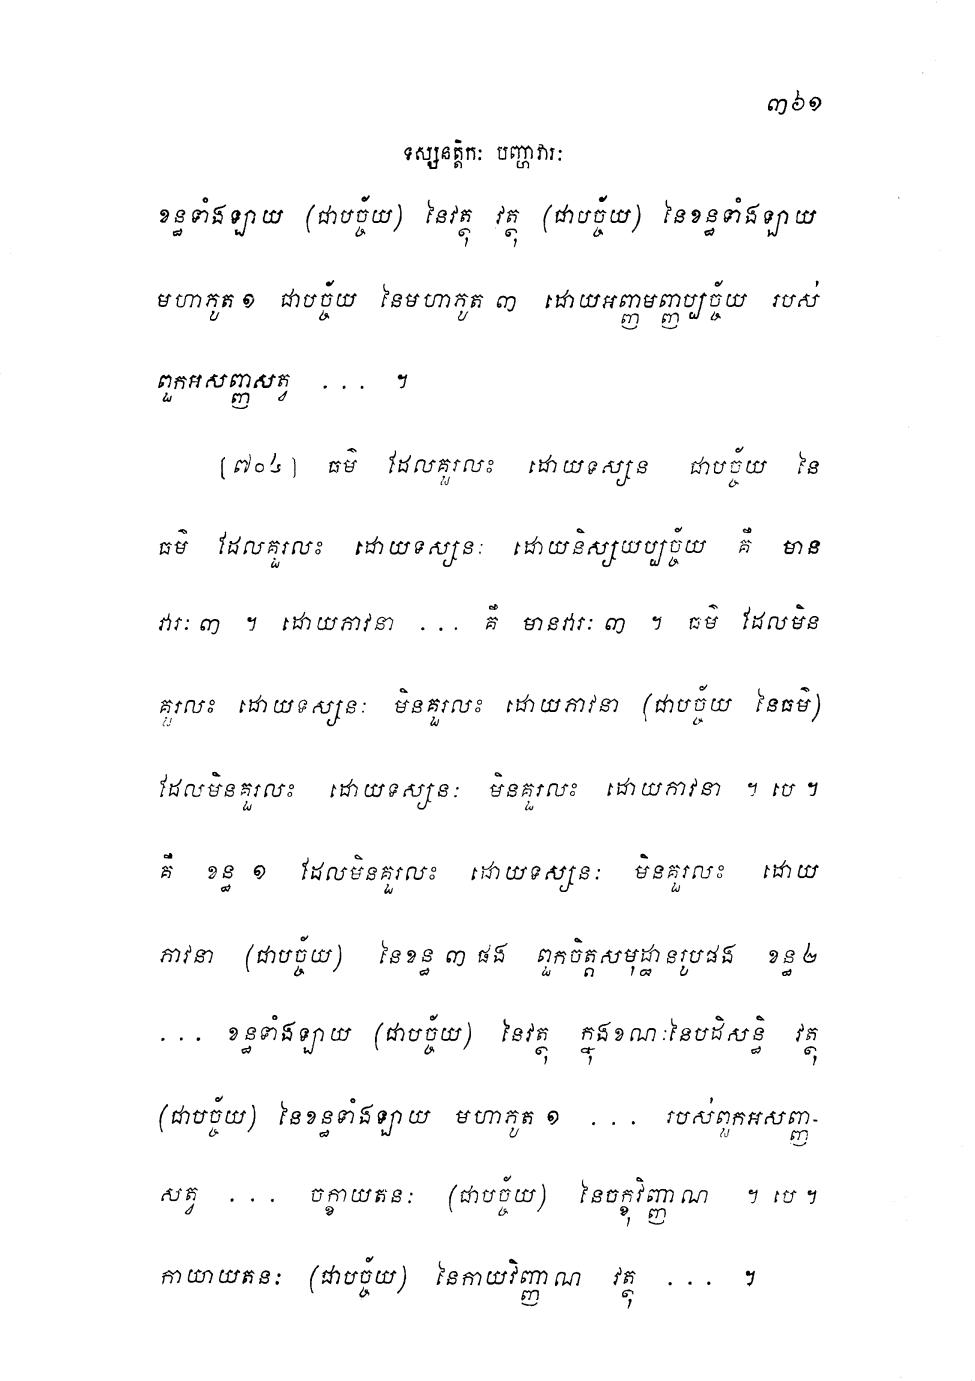 ៣៦១
ទស្សនត្តិកៈ បញ្ហាវារៈ
ខន្ធទាំងឡាយ (ជាបច្ច័យ) នៃវត្ថុ វត្ថុ (ជាបច្ច័យ) នៃខន្ធទាំងឡាយ
មហាភូត ១ ជាបច្ច័យ នៃមហាភូត ៣ ដោយអញ្ញមញ្ញប្បច្ច័យ របស់
ពួកអសញ្ញសត្វ ... ។
[៧០៤] ធម៌ ដែលគួរលះ ដោយទស្សន ជាបច្ច័យ នៃ
ធម៌ ដែលគួរលះ ដោយទស្សនៈ ដោយនិស្សយប្បច្ច័យ គឺ មាន
វារៈ ៣ ។ ដោយភាវនា ... គឺ មានវារៈ ៣ ។ ធម៌ ដែលមិន
គួរលះ ដោយទស្សនៈ មិនគួរលះ ដោយភាវនា (ជាបច្ច័យ នៃធម៌)
ដែលមិនគួរលះ ដោយទស្សនៈ មិនគួរលះ ដោយភាវនា ។ បេ ។
គឺ ខន្ធ ១ ដែលមិនគួរលះ ដោយទស្សនៈ មិនគួរលះ ដោយ
ភាវនា (ជាបច្ច័យ) នៃខន្ធ ៣ ផង ពួកចិត្តសមុដ្ឋានរូបផង ខន្ធ ២
... ខន្ធទាំងឡាយ (ជាបច្ច័យ) នៃវត្ថុ ក្នុងខណៈនៃបដិសន្ធិ វត្ថុ
(ជាបច្ច័យ) នៃខន្ធទាំងឡាយ មហាភូត ១ ... របស់ពួកអសញ្ញ-
សត្វ ... ចក្ខាយតនៈ (ជាបច្ច័យ) នៃចក្ខុវិញ្ញាណ ។ បេ ។
កាយាយតនៈ (ជាបច្ច័យ) នៃកាយវិញ្ញាណ វត្ថុ ... ។